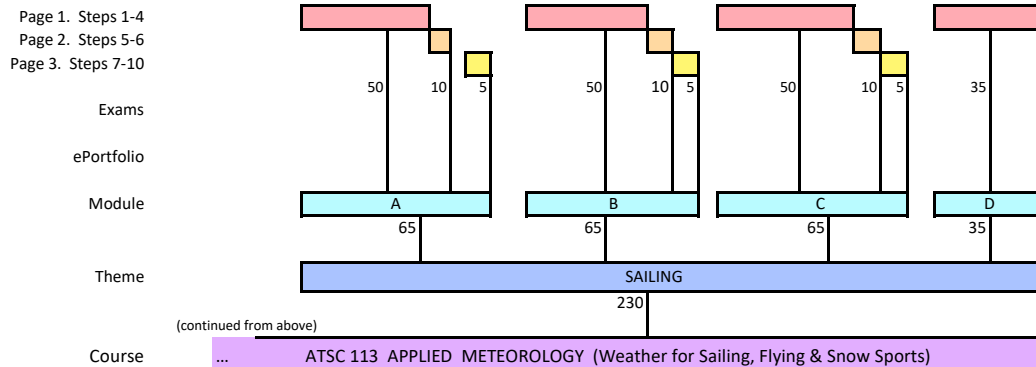 Page 1. Steps 1-4
Page 2. Steps 5-6
Page 3. Steps 7-10
50 10 5 50 10 5 50 10 5 35
Exams
ePortfolio
Module A B C D
65 65 65 35
Theme SAILING
230
(continued from above)
Course ... ATSC 113 APPLIED METEOROLOGY (Weather for Sailing, Flying & Snow Sports)